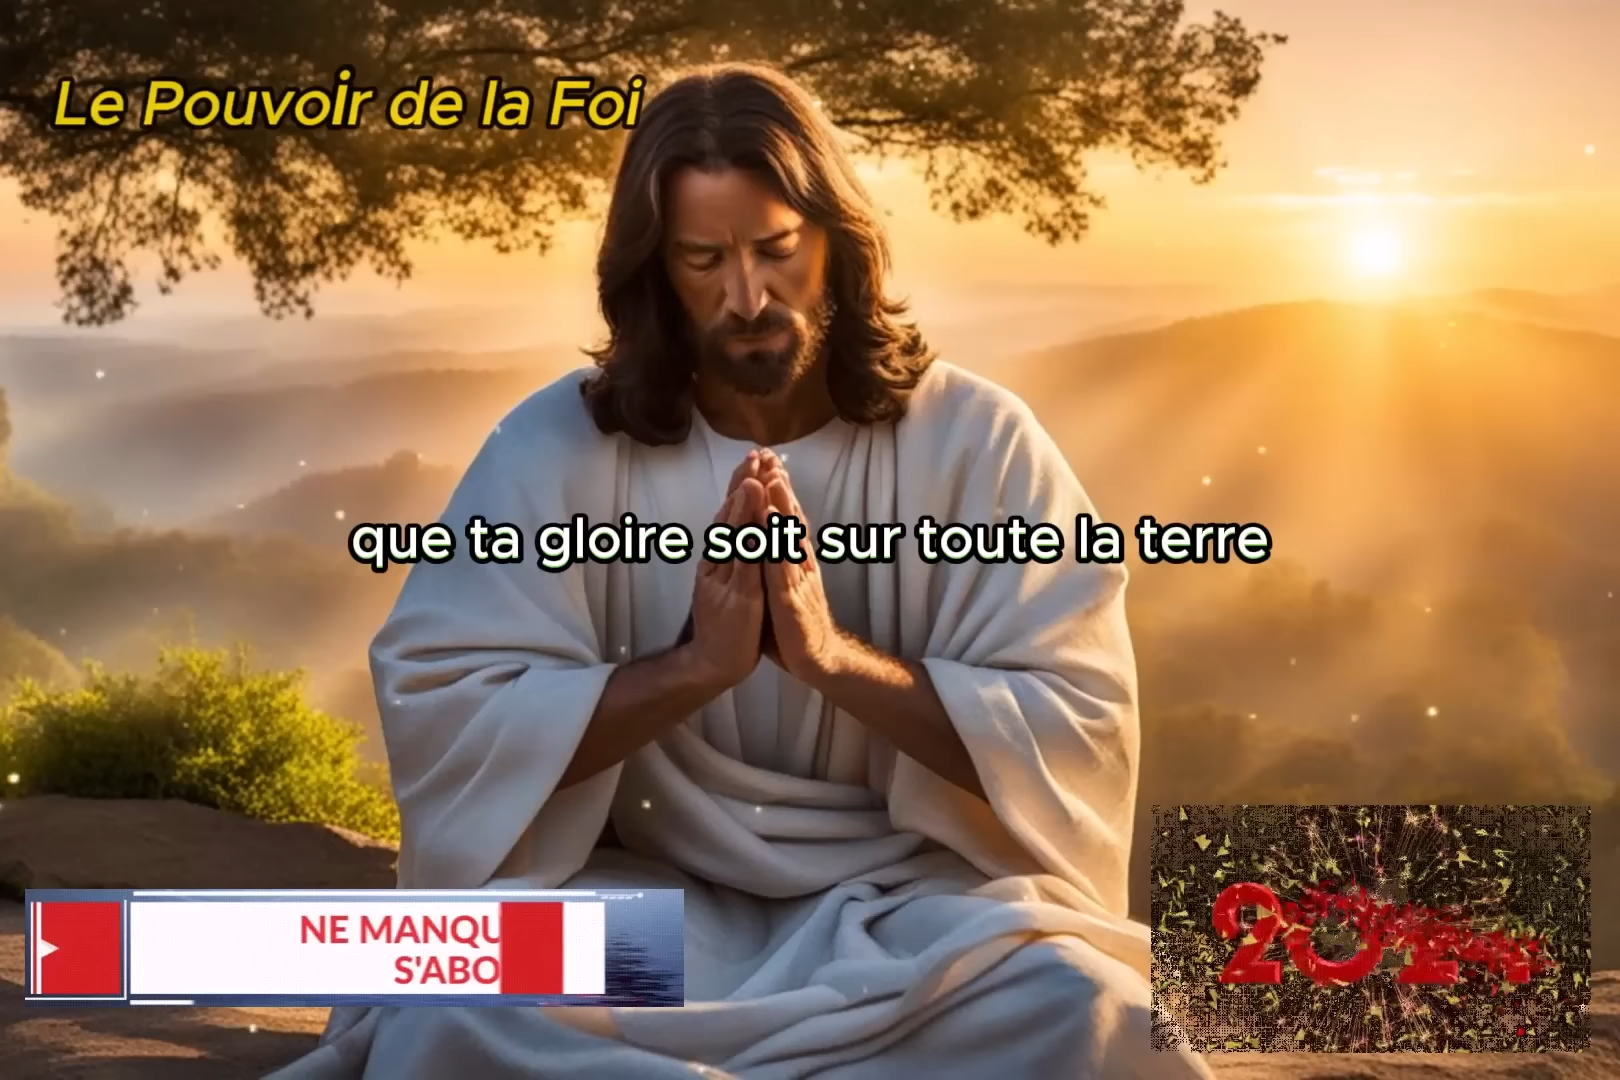 Le Pouvoir de la Foi
que ta gloire soit sur toute la terre
NE MANQU
S'ABO